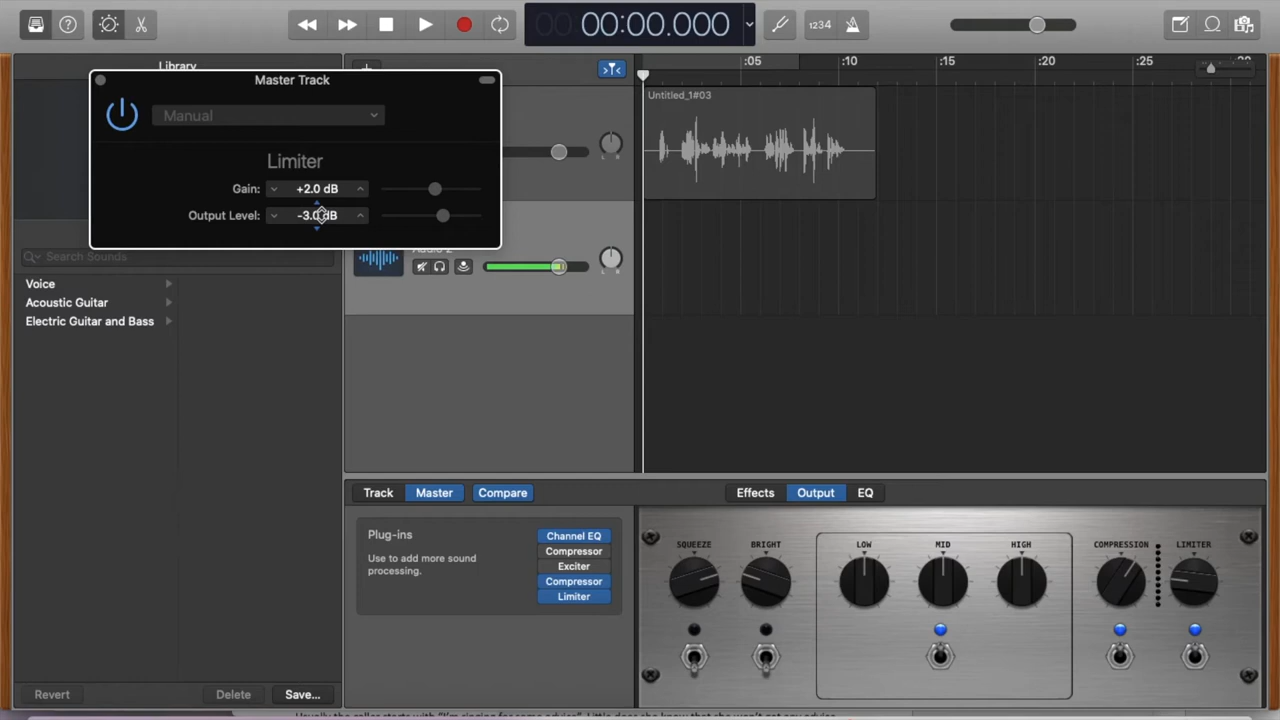 00:00.000
1234
Library
:05
:10
:15
:20
:25
Master Track
Manual
Limiter
Gain: +2.0 dB
Output Level: -3.0 dB
Untitled_1#03
L R
L R
Search Sounds
Voice
Acoustic Guitar
Electric Guitar and Bass
Track
Master
Compare
Effects
Output
EQ
Plug-ins
Use to add more sound
processing.
Channel EQ
Compressor
Exciter
Compressor
Limiter
SQUEEZE
BRIGHT
LOW
MID
HIGH
COMPRESSION
LIMITER
Revert
Delete
Save...